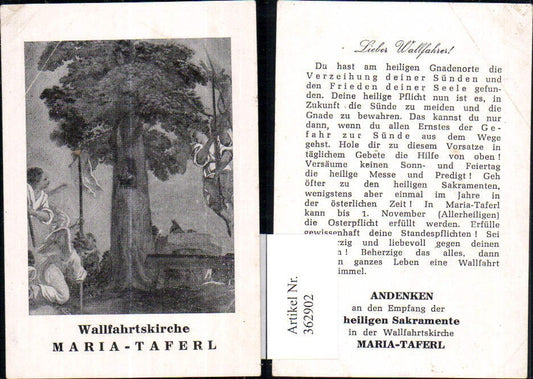 Wallfahrtskirche
MARIA-TAFERL
Lieber Wallfahrer!
Du hast am heiligen Gnadenorte die
Verzeihung deiner Sünden und
den Frieden deiner Seele gefun-
den. Deine heilige Pflicht nun ist es, in
Zukunft die Sünde zu meiden und die
Gnade zu bewahren. Das kannst du nur
dann, wenn du allen Ernstes der Ge-
fahr zur Sünde aus dem Wege
gehst. Hole dir zu diesem Vorsatze in
täglichem Gebete die Hilfe von oben!
Versäume keinen Sonn- und Feiertag
die heilige Messe und Predigt! Geh
öfter zu den heiligen Sakramenten,
wenigstens aber einmal im Jahre in
der österlichen Zeit! In Maria-Taferl
kann bis 1. November (Allerheiligen)
die Osterpflicht erfüllt werden. Erfülle
gewissenhaft deine Standespflichten! Sei
und liebevoll gegen deinen
! Beherzige das alles, dann
ganzes Leben eine Wallfahrt
ANDENKEN
an den Empfang der
heiligen Sakramente
in der Wallfahrtskirche
MARIA-TAFERL
Artikel Nr.
362902